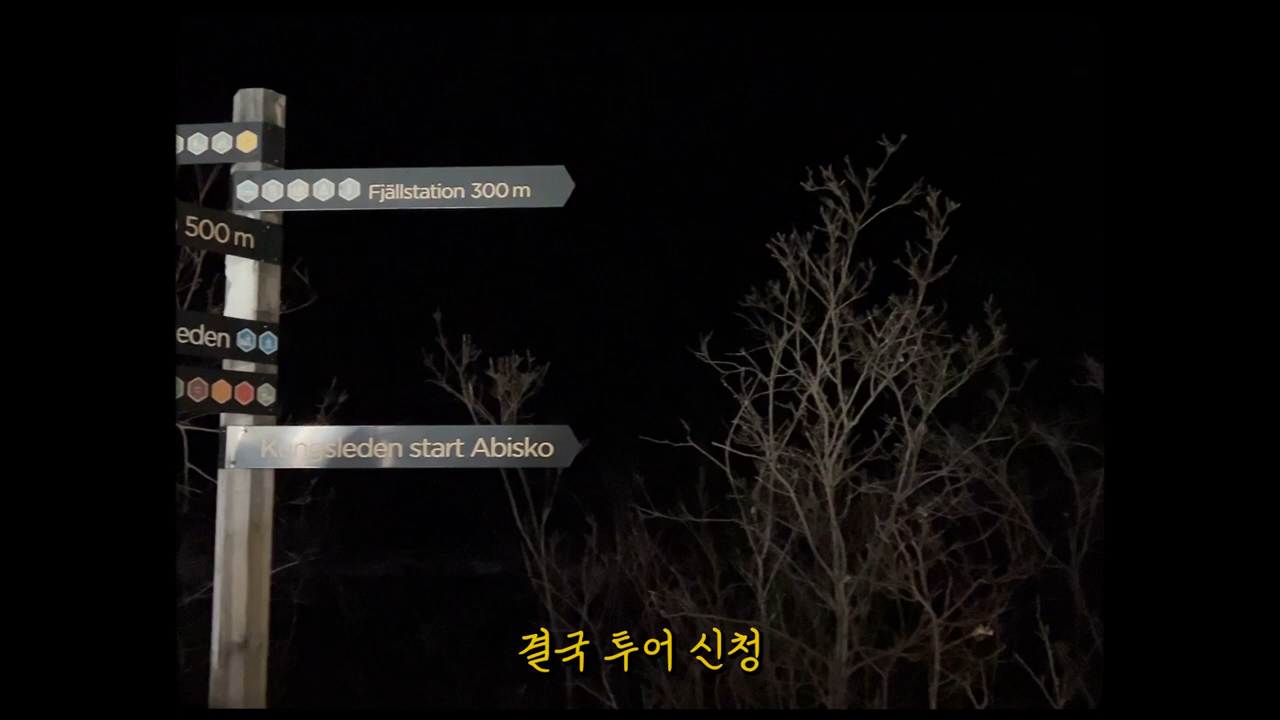 Fjällstation 300 m
500 m
eden
Kungsleden start Abisko
결국 투어 신청